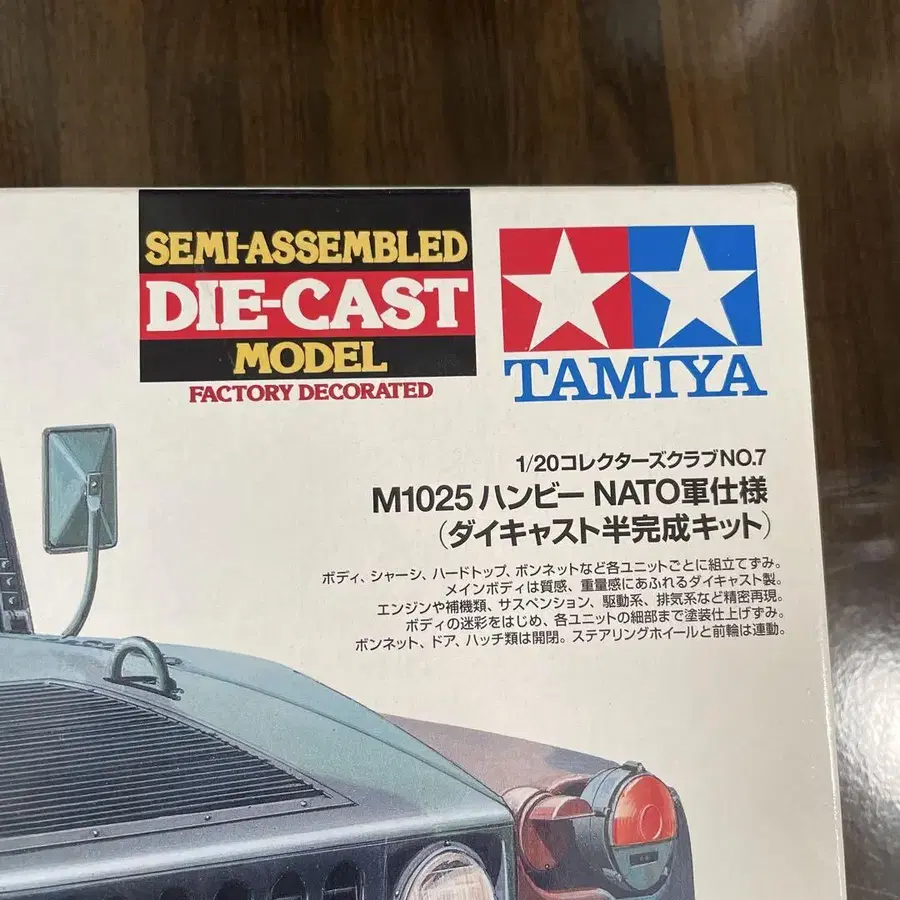 SEMI-ASSEMBLED
DIE-CAST
MODEL
FACTORY DECORATED
TAMIYA
1/20コレクターズクラブNO.7
M1025 ハンビー NATO軍仕様
(ダイキャスト半完成キット)
ボディ、シャーシ、ハードトップ、ボンネットなど各ユニットごとに組立てずみ。
メインボディは質感、重量感にあふれるダイキャスト製。
エンジンや補機類、サスペンション、駆動系、排気系など精密再現。
ボディの迷彩をはじめ、各ユニットの細部まで塗装仕上げずみ。
ボンネット、ドア、ハッチ類は開閉。ステアリングホイールと前輪は連動。